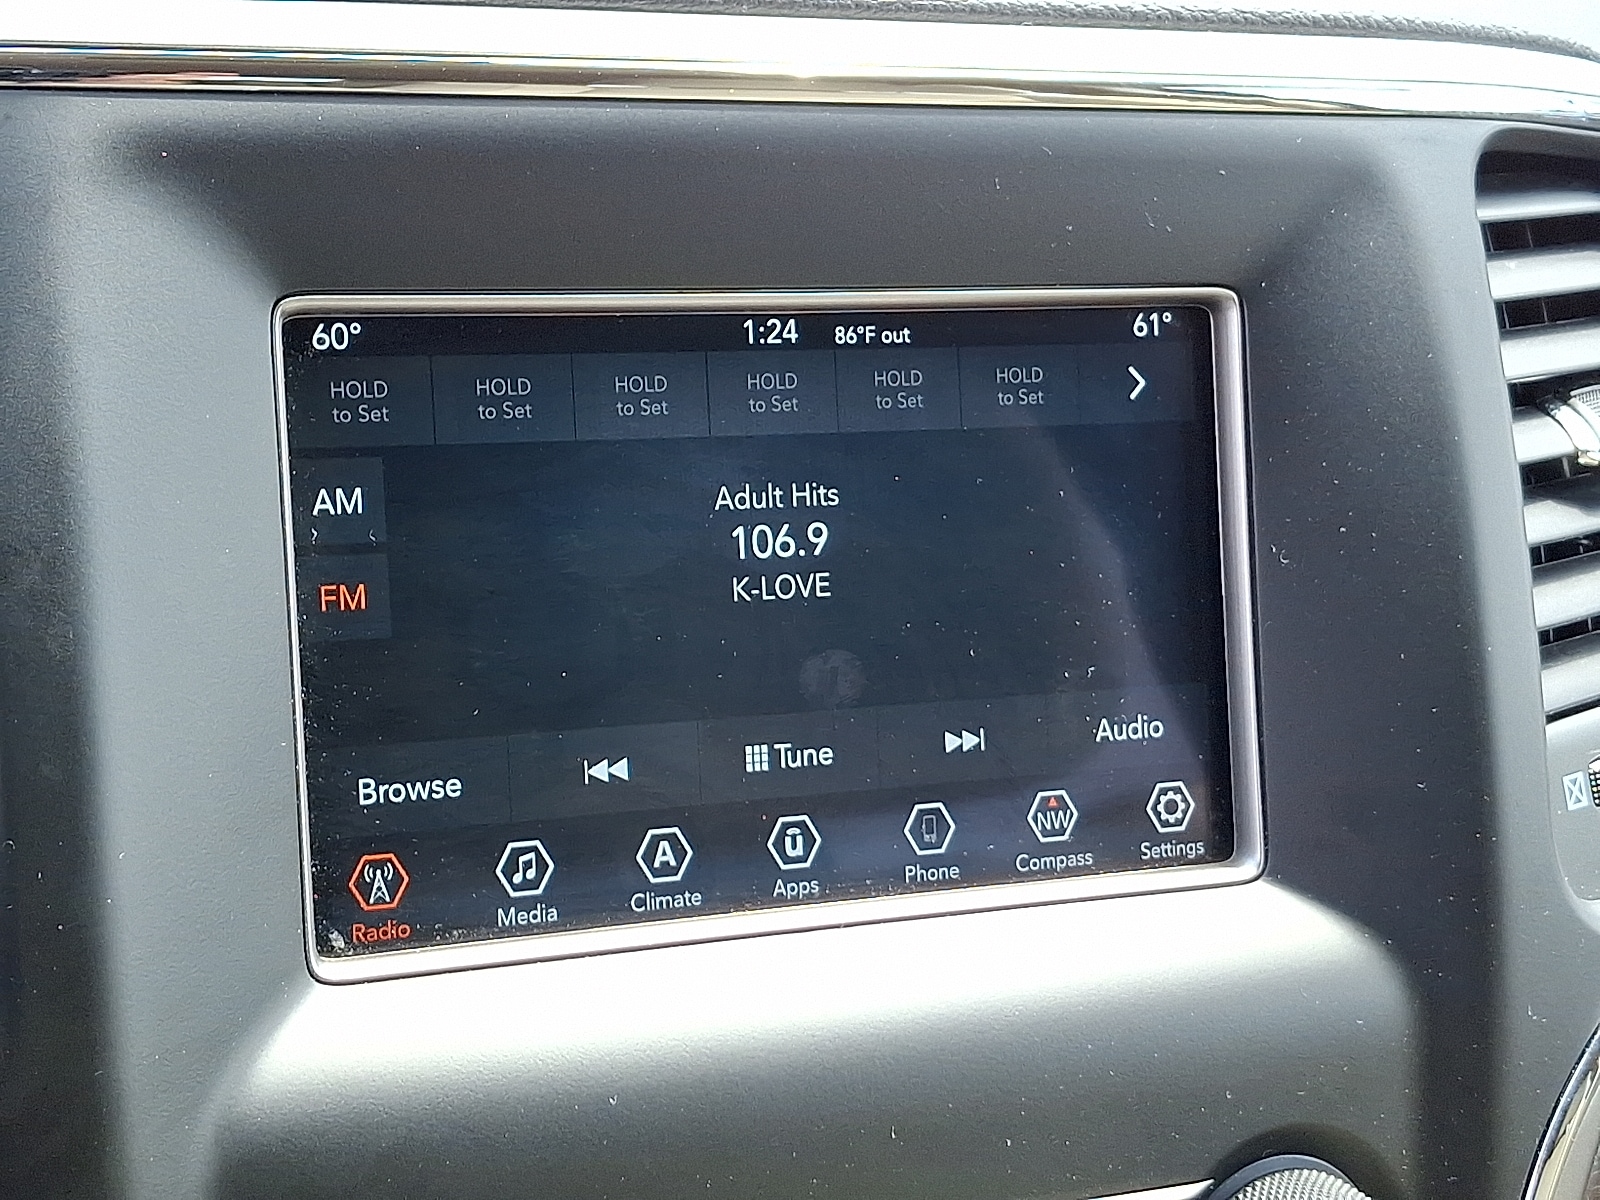 60° 1:24 86°F out 61°
HOLD to Set
HOLD to Set
HOLD to Set
HOLD to Set
HOLD to Set
HOLD to Set
AM
FM
Adult Hits
106.9
K-LOVE
Browse Tune Audio
A ū NW
Radio Media Climate Apps Phone Compass Settings